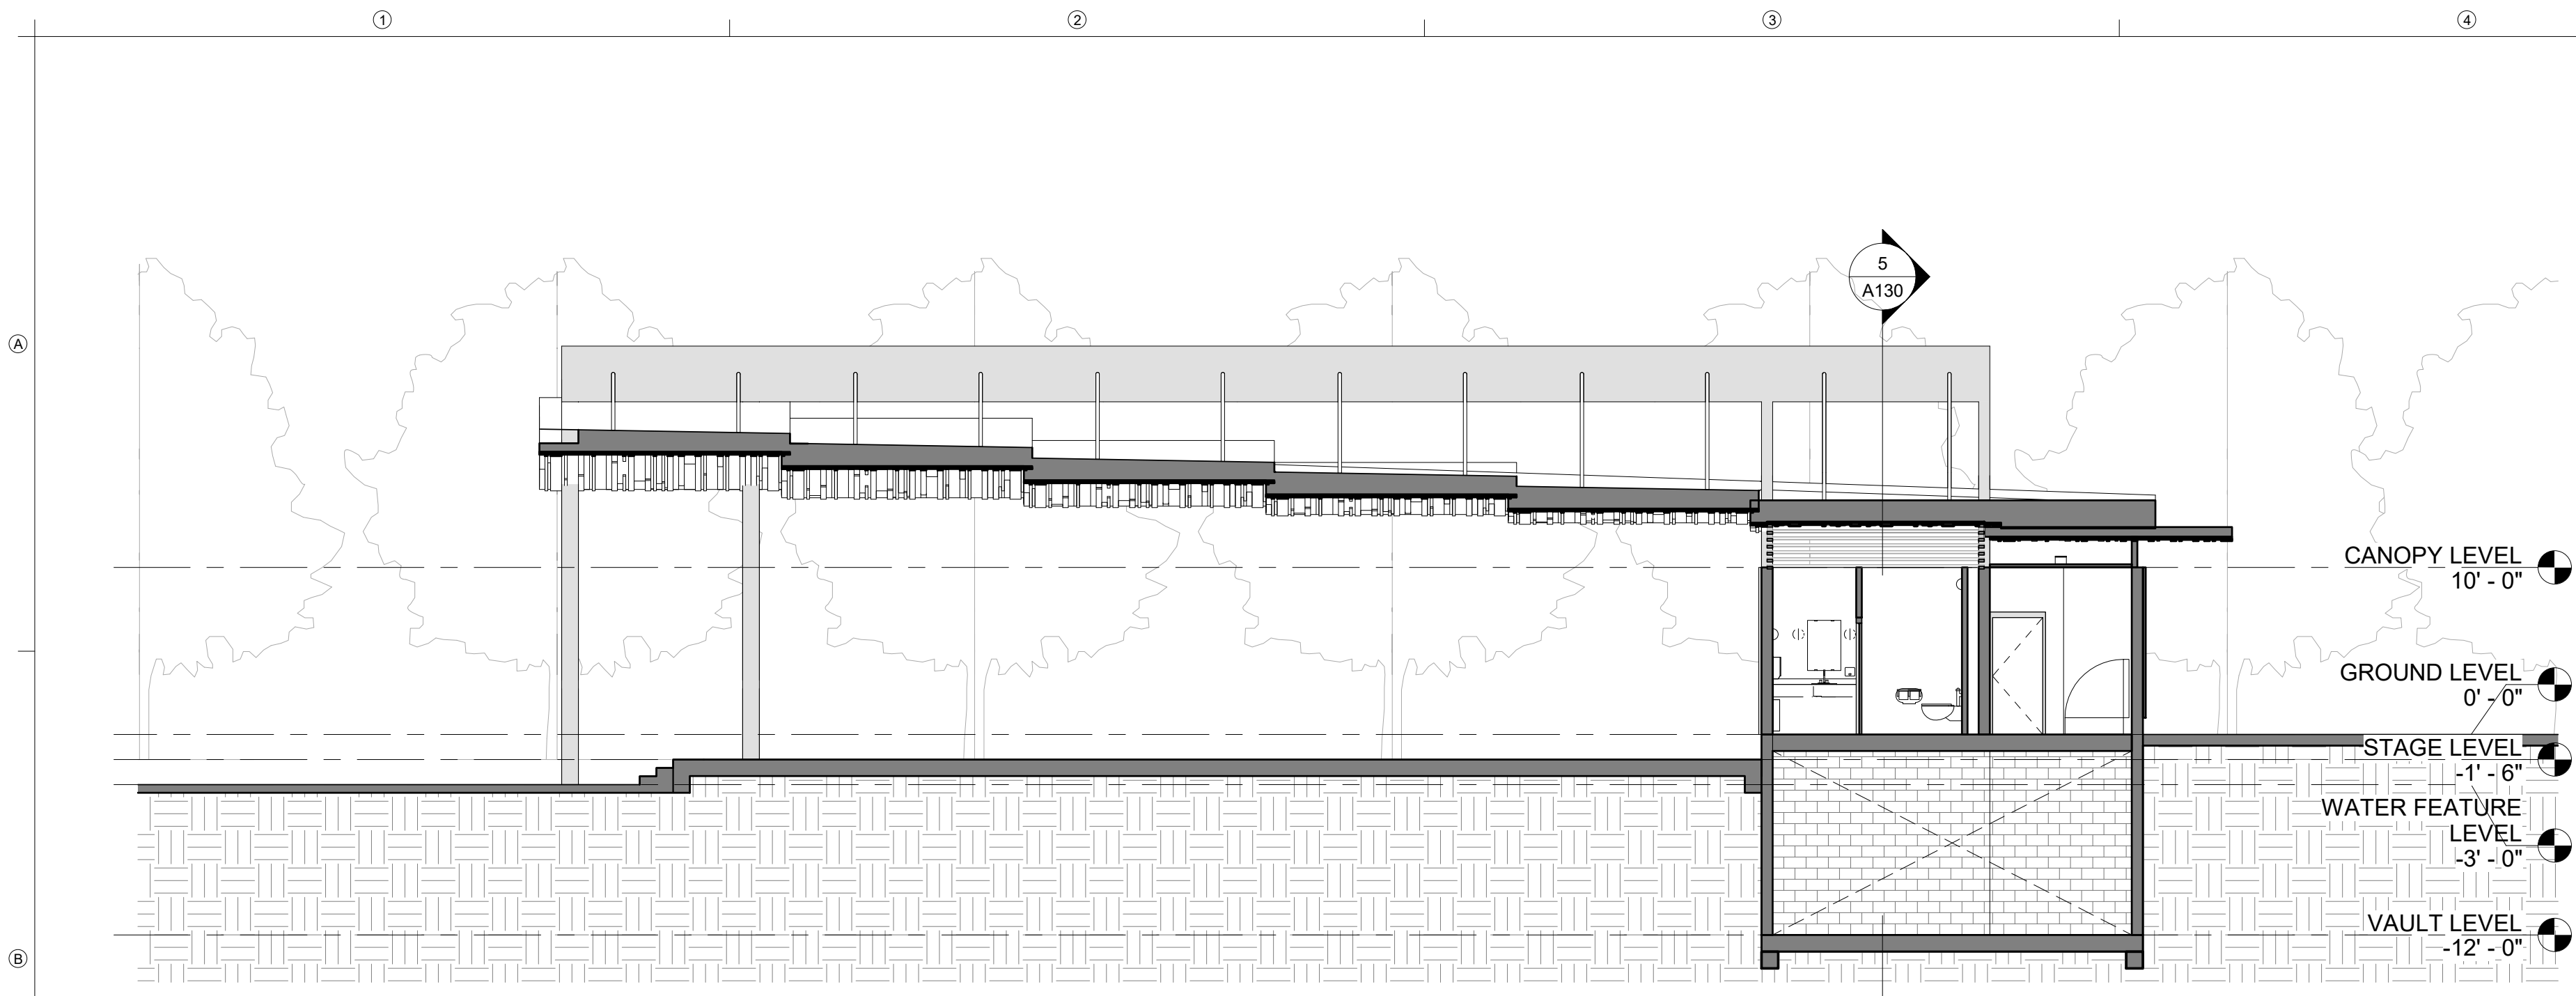 1
2
3
4
5
A130
A
CANOPY LEVEL
10' - 0"
GROUND LEVEL
0' - 0"
STAGE LEVEL
-1' - 6"
WATER FEATURE
LEVEL
-3' - 0"
VAULT LEVEL
-12' - 0"
B